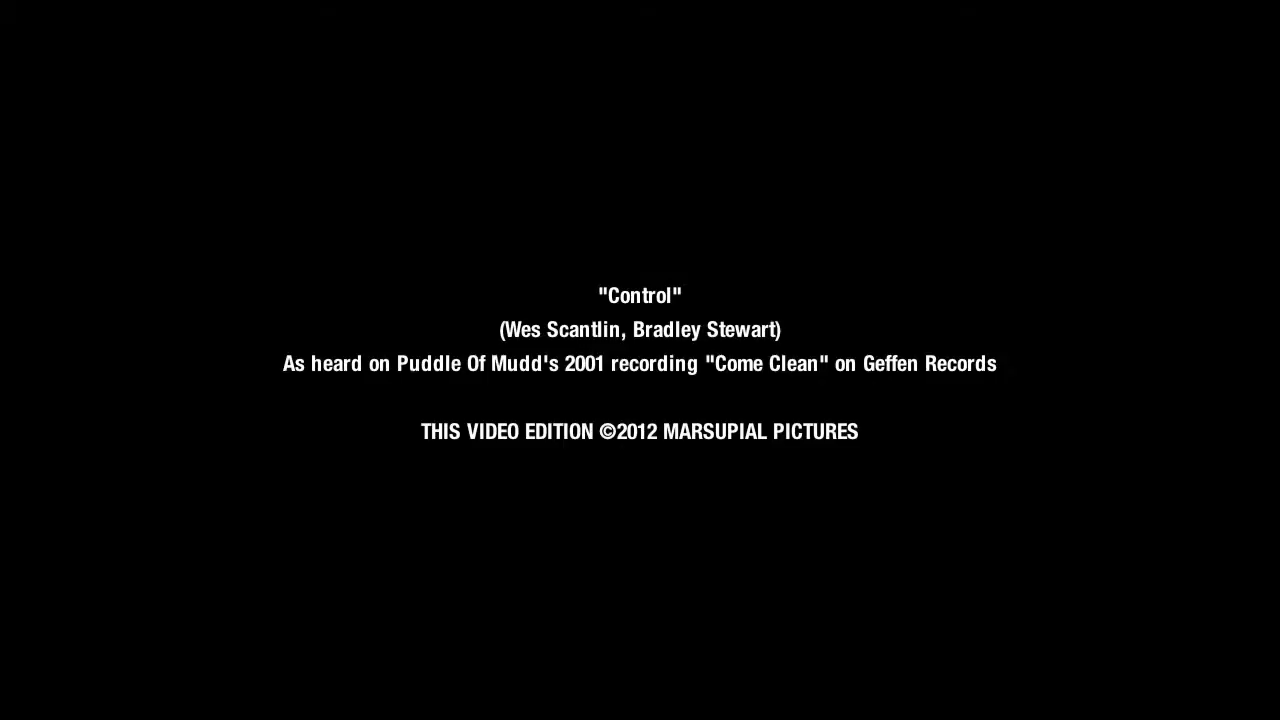 "Control"
(Wes Scantlin, Bradley Stewart)
As heard on Puddle Of Mudd's 2001 recording "Come Clean" on Geffen Records
THIS VIDEO EDITION ©2012 MARSUPIAL PICTURES